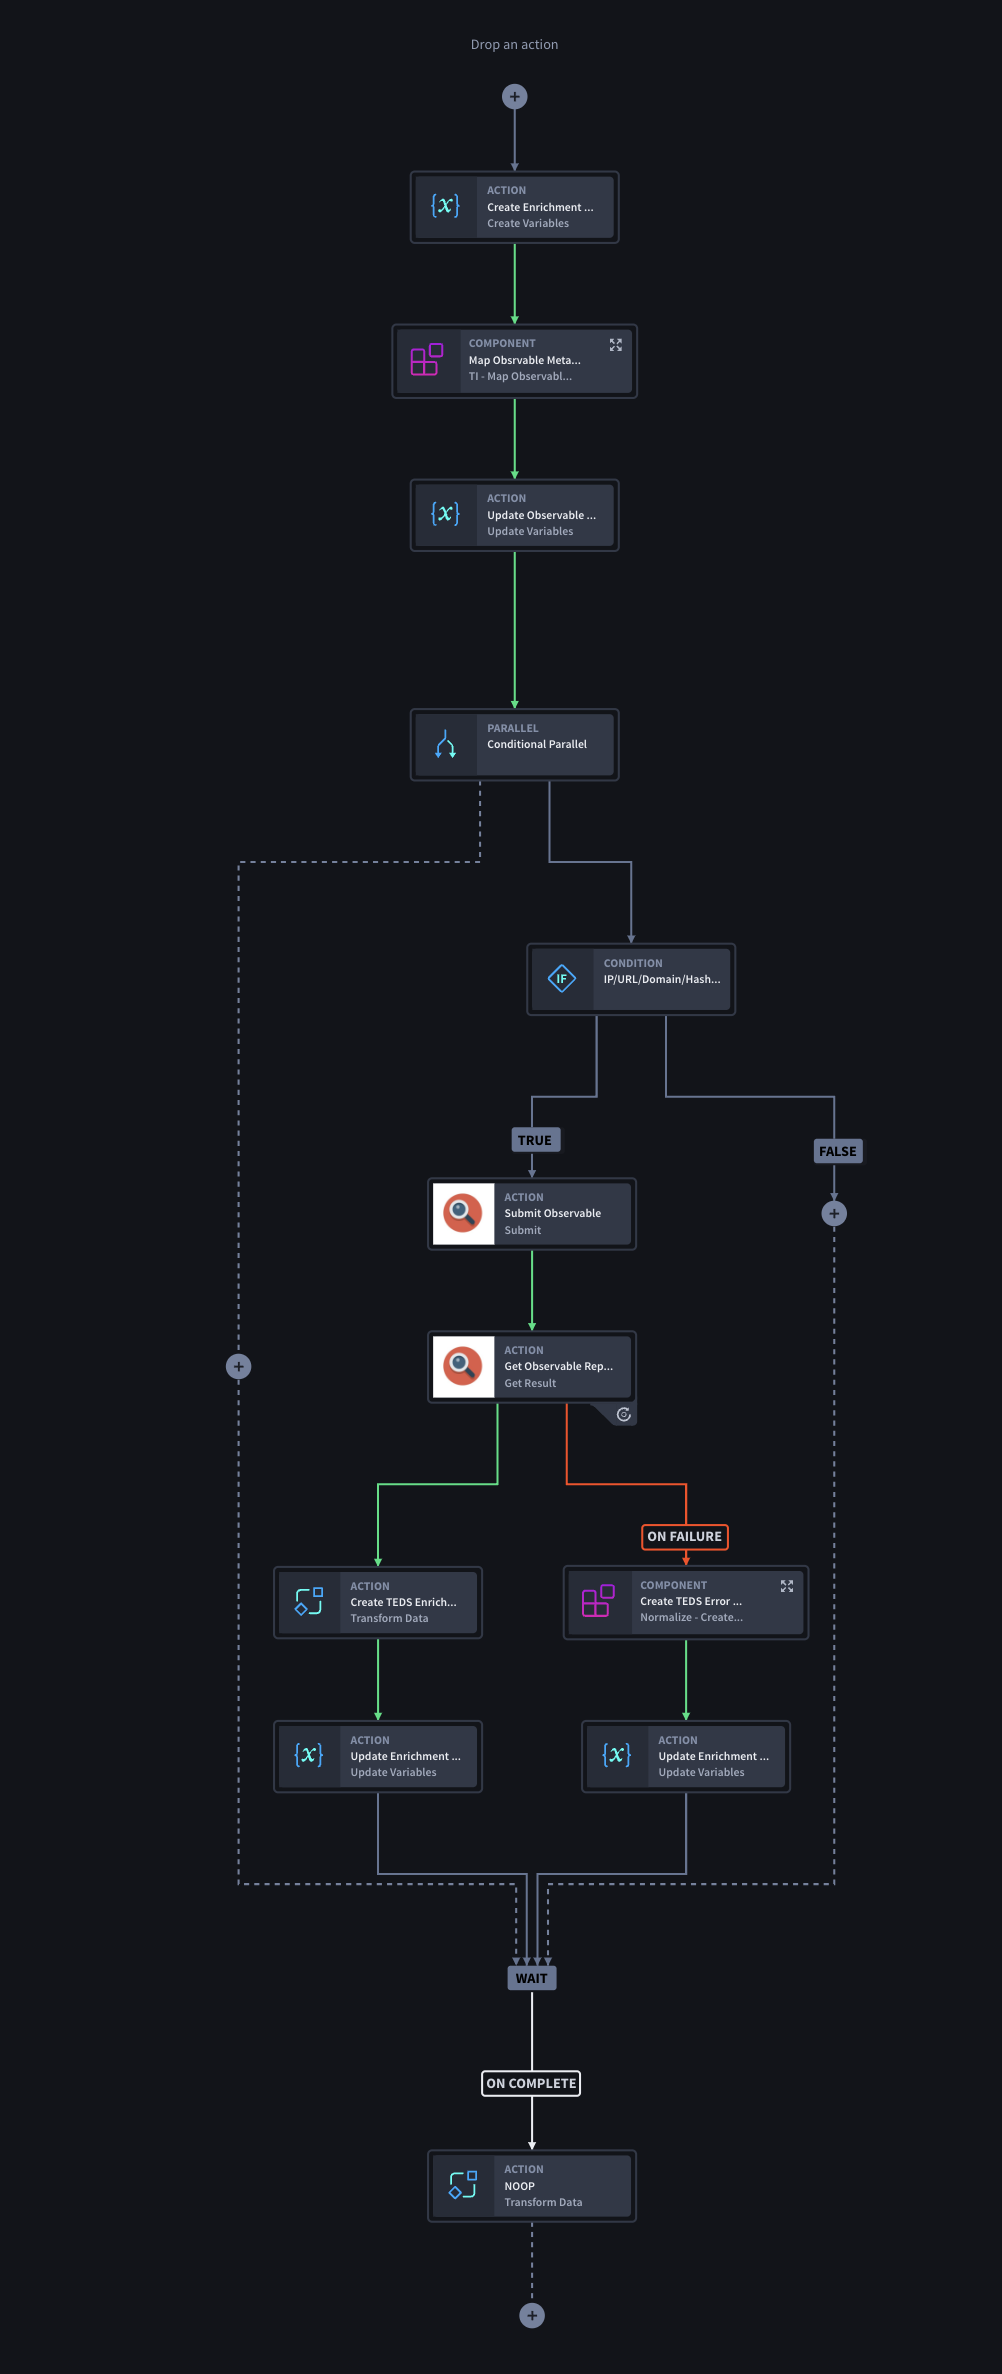 Drop an action
ACTION
Create Enrichment ...
Create Variables
COMPONENT
Map Obsrvable Meta...
TI - Map Observabl...
ACTION
Update Observable ...
Update Variables
PARALLEL
Conditional Parallel
CONDITION
IF
IP/URL/Domain/Hash...
TRUE
FALSE
ACTION
Submit Observable
Submit
ACTION
Get Observable Rep...
Get Result
ON FAILURE
ACTION
Create TEDS Enrich...
Transform Data
COMPONENT
Create TEDS Error ...
Normalize - Create...
ACTION
Update Enrichment ...
Update Variables
ACTION
Update Enrichment ...
Update Variables
WAIT
ON COMPLETE
ACTION
NOOP
Transform Data